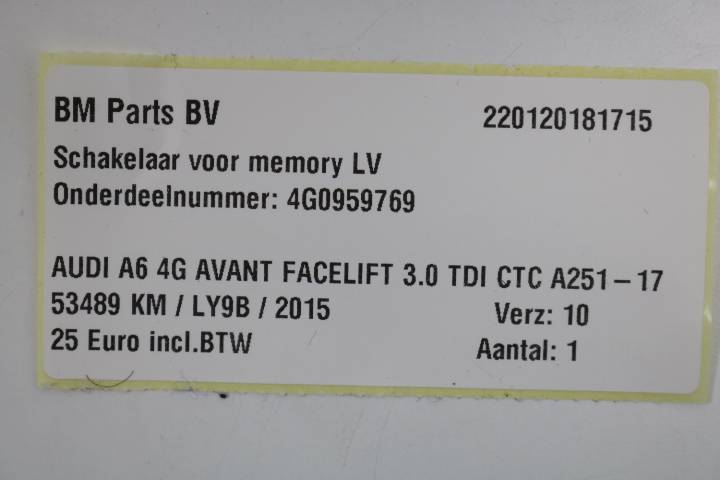 BM Parts BV 220120181715
Schakelaar voor memory LV
Onderdeelnummer: 4G0959769
AUDI A6 4G AVANT FACELIFT 3.0 TDI CTC A251-17
53489 KM / LY9B / 2015 Verz: 10
25 Euro incl.BTW Aantal: 1